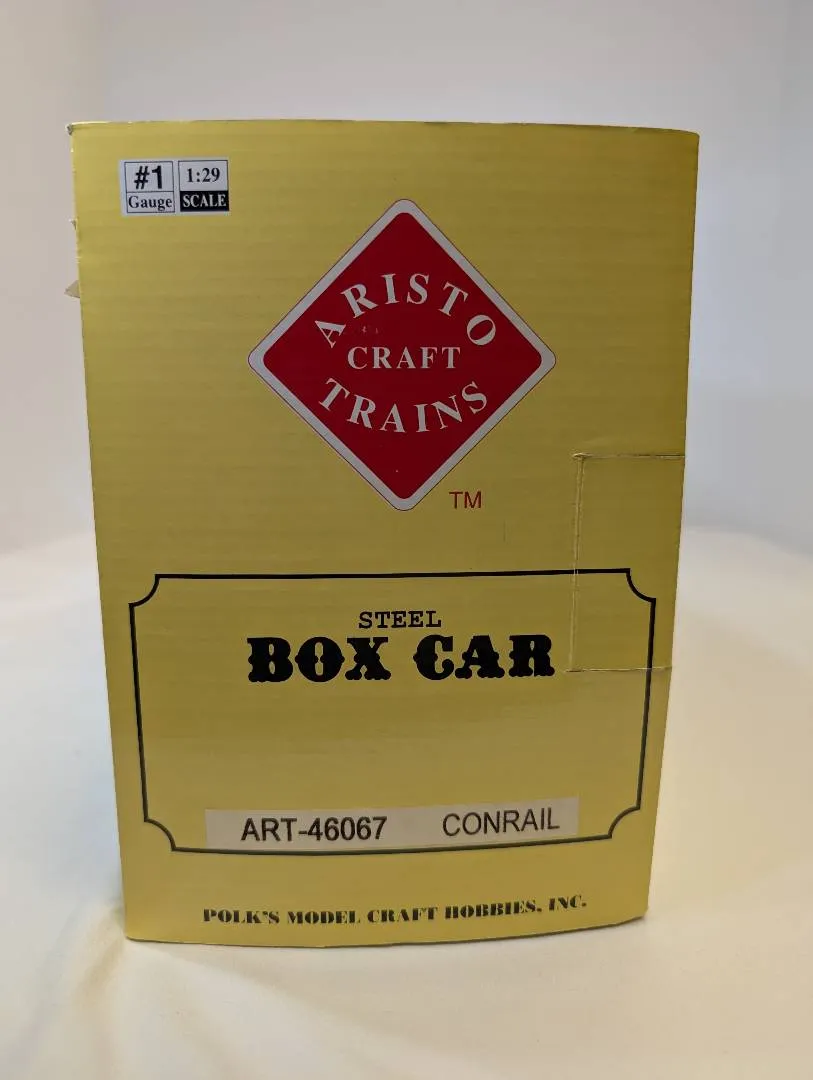 #1 1:29
Gauge SCALE
ARISTO
CRAFT
TRAINS
TM
STEEL
BOX CAR
ART-46067 CONRAIL
POLK'S MODEL CRAFT HOBBIES, INC.